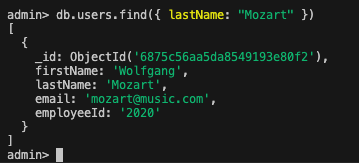 admin> db.users.find({ lastName: "Mozart" })
[
  {
    _id: ObjectId('6875c56aa5da8549193e80f2'),
    firstName: 'Wolfgang',
    lastName: 'Mozart',
    email: 'mozart@music.com',
    employeeId: '2020'
  }
]
admin>